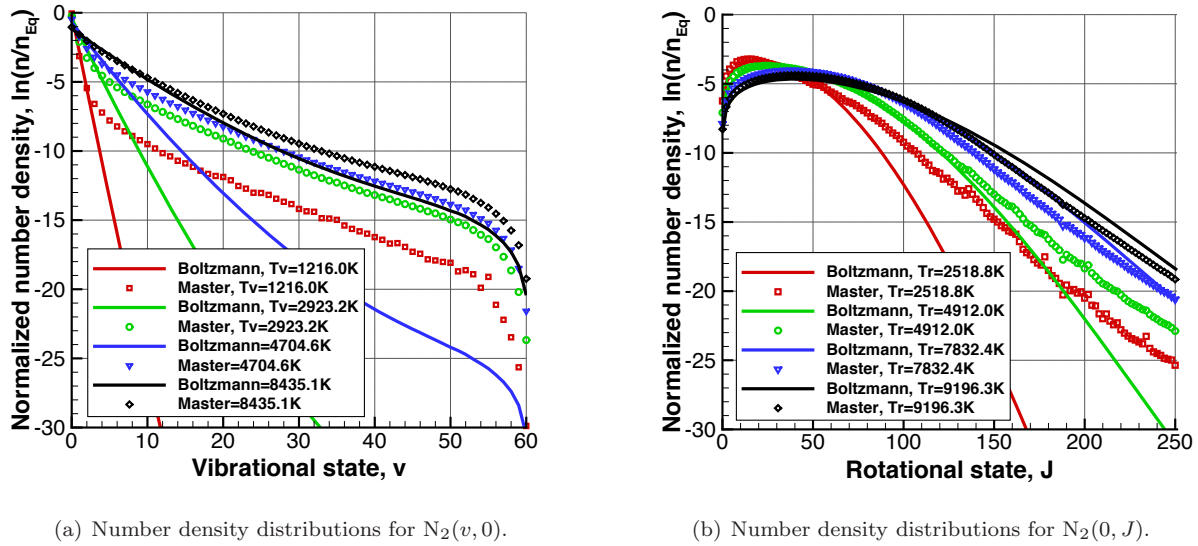 Normalized number density, ln(n/n_Eq)
0
-5
-10
-15
-20
-25
-30
0 10 20 30 40 50 60
Vibrational state, v
Boltzmann, Tv=1216.0K
Master, Tv=1216.0K
Boltzmann, Tv=2923.2K
Master, Tv=2923.2K
Boltzmann=4704.6K
Master=4704.6K
Boltzmann=8435.1K
Master=8435.1K
(a) Number density distributions for N₂(v, 0).
Normalized number density, ln(n/n_Eq)
0
-5
-10
-15
-20
-25
-30
0 50 100 150 200 250
Rotational state, J
Boltzmann, Tr=2518.8K
Master, Tr=2518.8K
Boltzmann, Tr=4912.0K
Master, Tr=4912.0K
Boltzmann, Tr=7832.4K
Master, Tr=7832.4K
Boltzmann, Tr=9196.3K
Master, Tr=9196.3K
(b) Number density distributions for N₂(0, J).